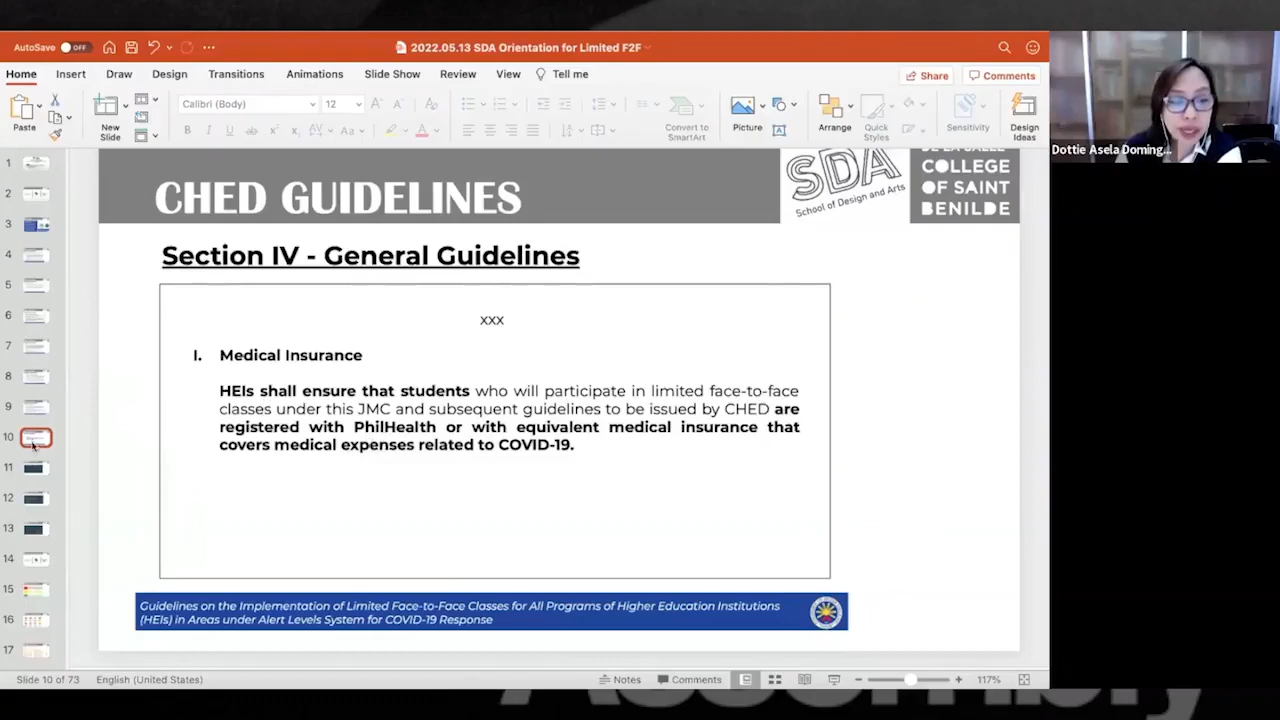 AutoSave OFF
2022.05.13 SDA Orientation for Limited F2F
Home Insert Draw Design Transitions Animations Slide Show Review View Tell me
Share Comments
Paste
New Slide
Calibri (Body) 12
Convert to SmartArt
Picture
Arrange
Quick Styles
Sensitivity
Design Ideas
Dottie Asela Doming...
1
2
3
4
5
6
7
8
9
10
11
12
13
14
15
16
17
CHED GUIDELINES
SDA
School of Design and Arts
DE LA SALLE
COLLEGE
OF SAINT
BENILDE
Section IV - General Guidelines
xxx
I. Medical Insurance
HEIs shall ensure that students who will participate in limited face-to-face
classes under this JMC and subsequent guidelines to be issued by CHED are
registered with PhilHealth or with equivalent medical insurance that
covers medical expenses related to COVID-19.
Guidelines on the Implementation of Limited Face-to-Face Classes for All Programs of Higher Education Institutions
(HEIs) in Areas under Alert Levels System for COVID-19 Response
Slide 10 of 73 English (United States) Notes Comments 117%
Assembly